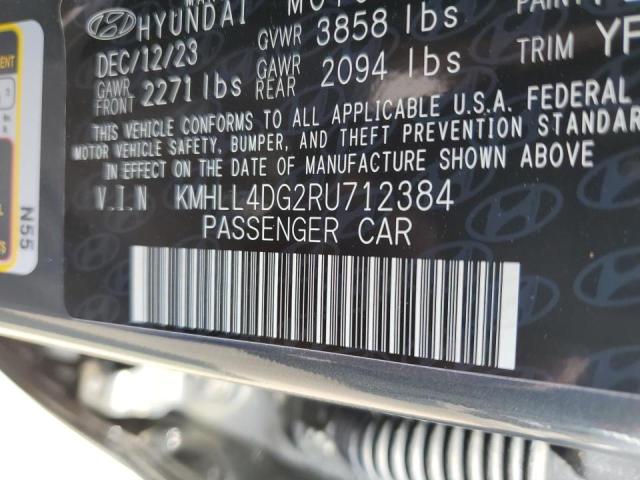 HYUNDAI
DEC/12/23 GVWR 3858 lbs
GAWR FRONT 2271 lbs GAWR REAR 2094 lbs TRIM
THIS VEHICLE CONFORMS TO ALL APPLICABLE U.S.A. FEDERAL
MOTOR VEHICLE SAFETY, BUMPER, AND THEFT PREVENTION STANDAR
IN EFFECT ON THE DATE OF MANUFACTURE SHOWN ABOVE.
V.I.N KMHLL4DG2RU712384
PASSENGER CAR
N55